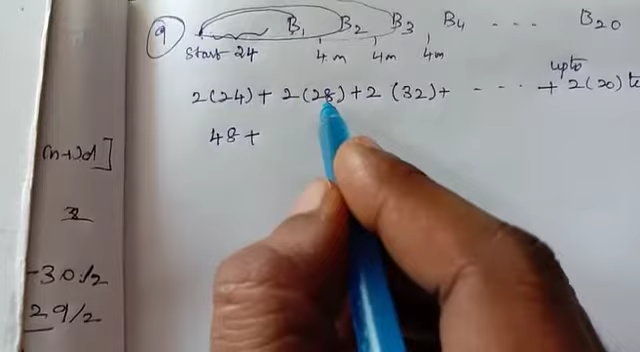 9 B1 B2 B3 B4 . . . . B20
Start 24 4m 4m 4m
upto
2(24) + 2(28) + 2 (32) + - - - - + 2(20)
48 +
]
-30/2
29/2